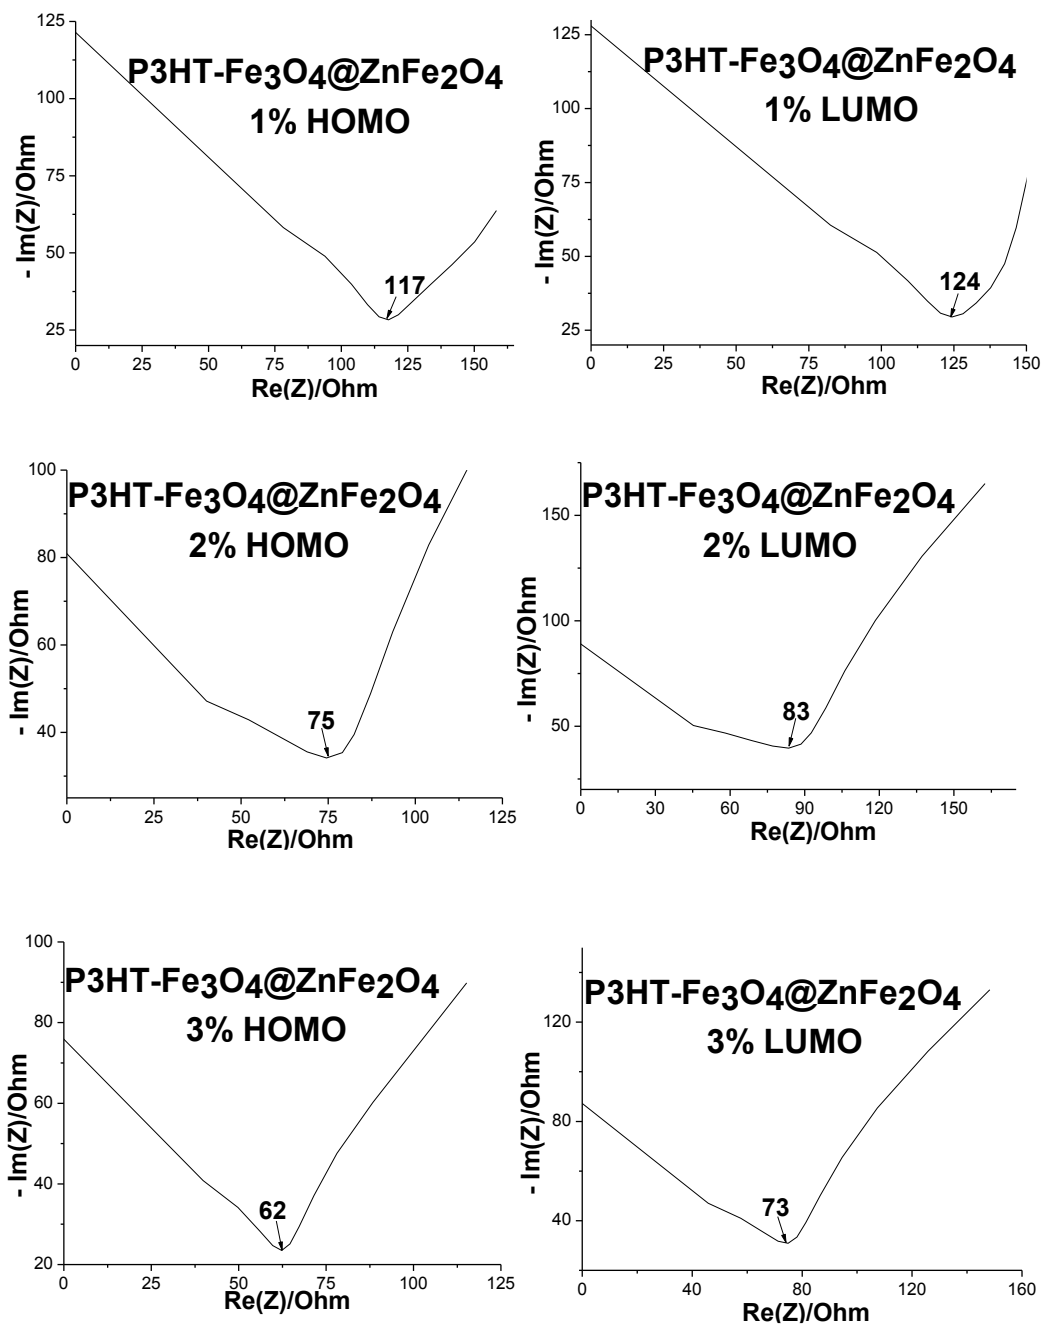 P3HT-Fe3O4@ZnFe2O4
1% HOMO
125
100
75
50
25
- Im(Z)/Ohm
117
0 25 50 75 100 125 150
Re(Z)/Ohm
P3HT-Fe3O4@ZnFe2O4
1% LUMO
125
100
75
50
25
- Im(Z)/Ohm
124
0 25 50 75 100 125 150
Re(Z)/Ohm
P3HT-Fe3O4@ZnFe2O4
2% HOMO
100
80
60
40
- Im(Z)/Ohm
75
0 25 50 75 100 125
Re(Z)/Ohm
P3HT-Fe3O4@ZnFe2O4
2% LUMO
150
100
50
- Im(Z)/Ohm
83
0 30 60 90 120 150
Re(Z)/Ohm
P3HT-Fe3O4@ZnFe2O4
3% HOMO
100
80
60
40
20
- Im(Z)/Ohm
62
0 25 50 75 100 125
Re(Z)/Ohm
P3HT-Fe3O4@ZnFe2O4
3% LUMO
120
80
40
- Im(Z)/Ohm
73
0 40 80 120 160
Re(Z)/Ohm